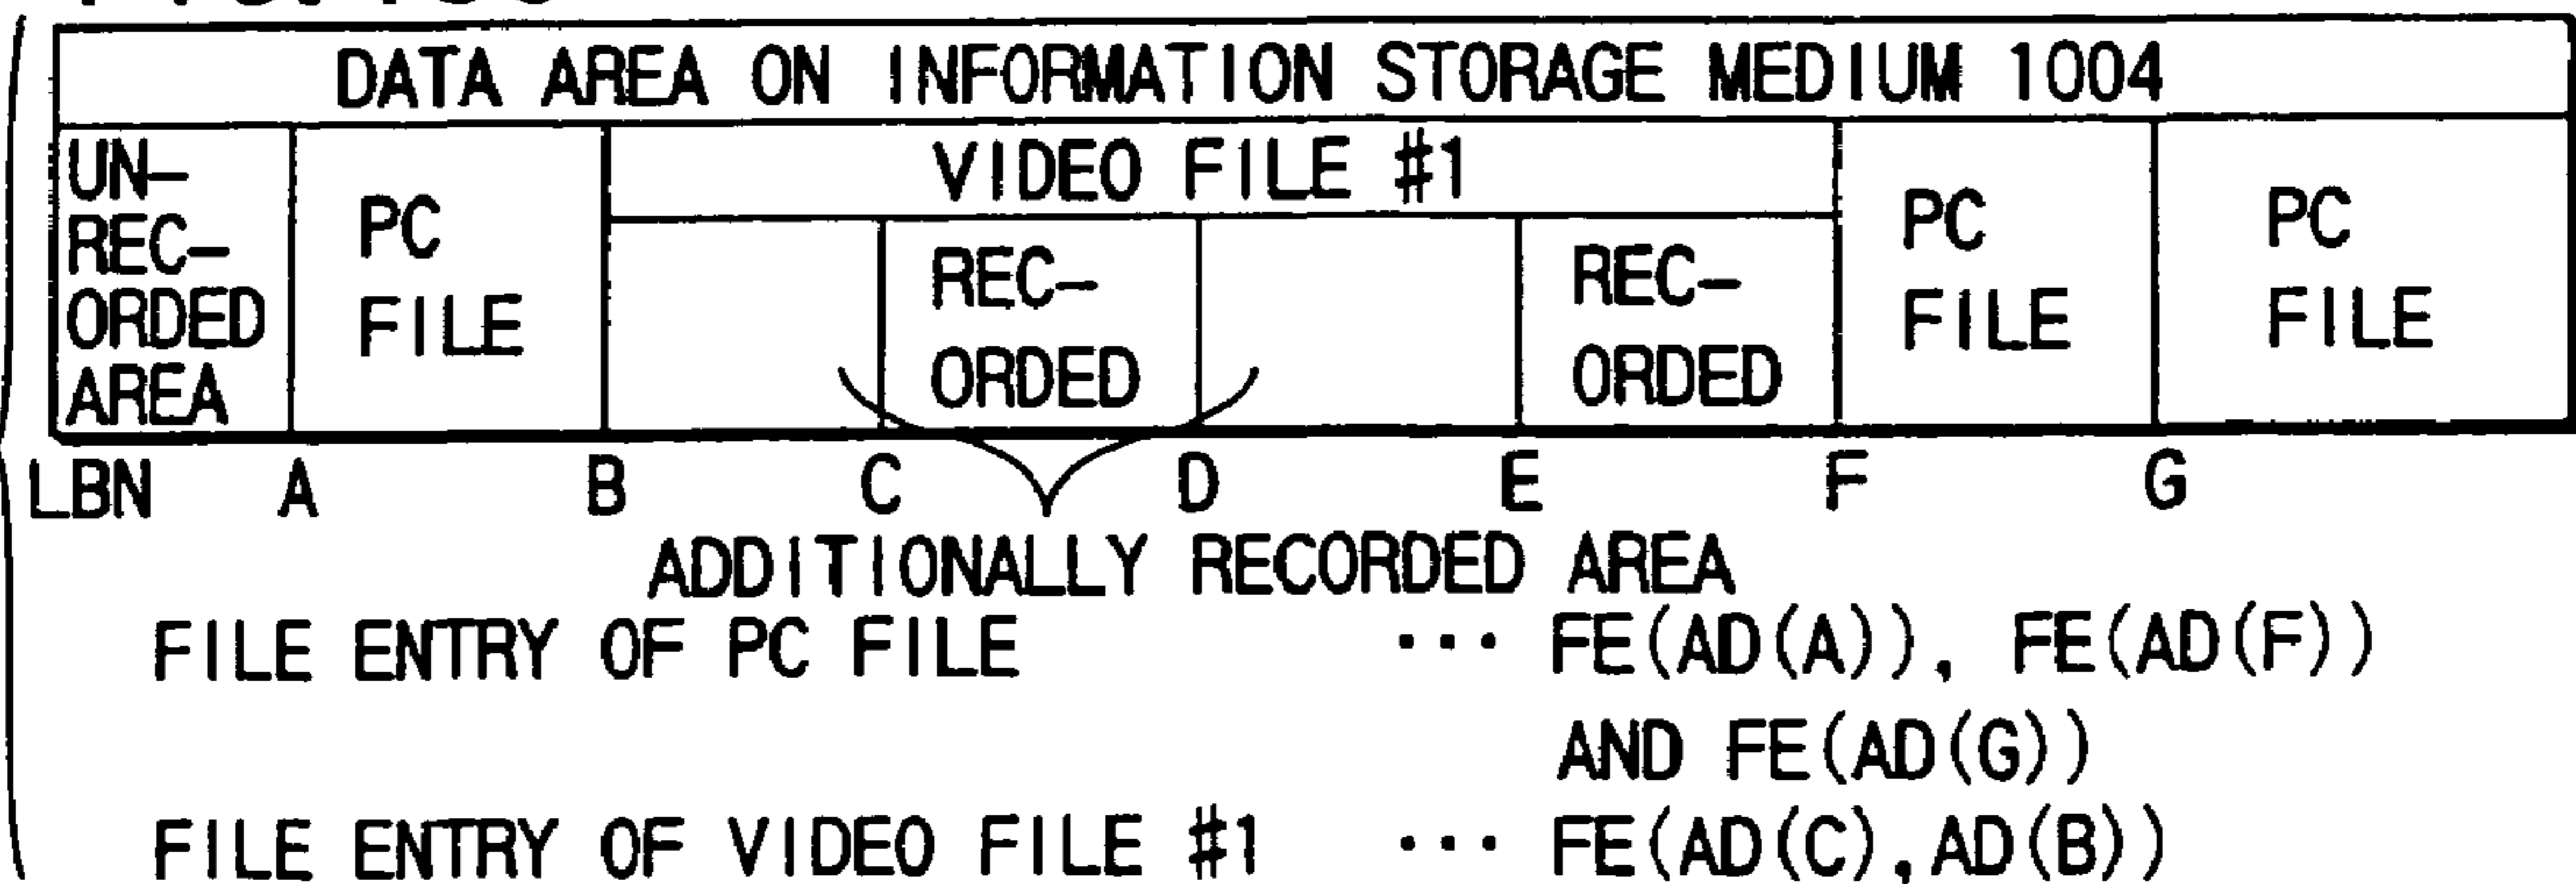 DATA AREA ON INFORMATION STORAGE MEDIUM 1004
UN-
REC-
ORDED
AREA
PC
FILE
VIDEO FILE #1
REC-
ORDED
REC-
ORDED
PC
FILE
PC
FILE
LBN A B C D E F G
ADDITIONALLY RECORDED AREA
FILE ENTRY OF PC FILE ··· FE(AD(A)), FE(AD(F))
AND FE(AD(G))
FILE ENTRY OF VIDEO FILE #1 ··· FE(AD(C),AD(B))